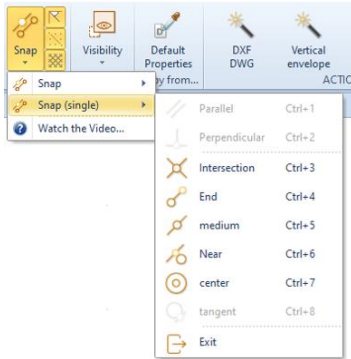 Snap
Visibility
Default
Properties
DXF
DWG
Vertical
envelope
y from...
ACTIO
Snap
Snap (single)
Watch the Video...
Parallel Ctrl+1
Perpendicular Ctrl+2
Intersection Ctrl+3
End Ctrl+4
medium Ctrl+5
Near Ctrl+6
center Ctrl+7
tangent Ctrl+8
Exit